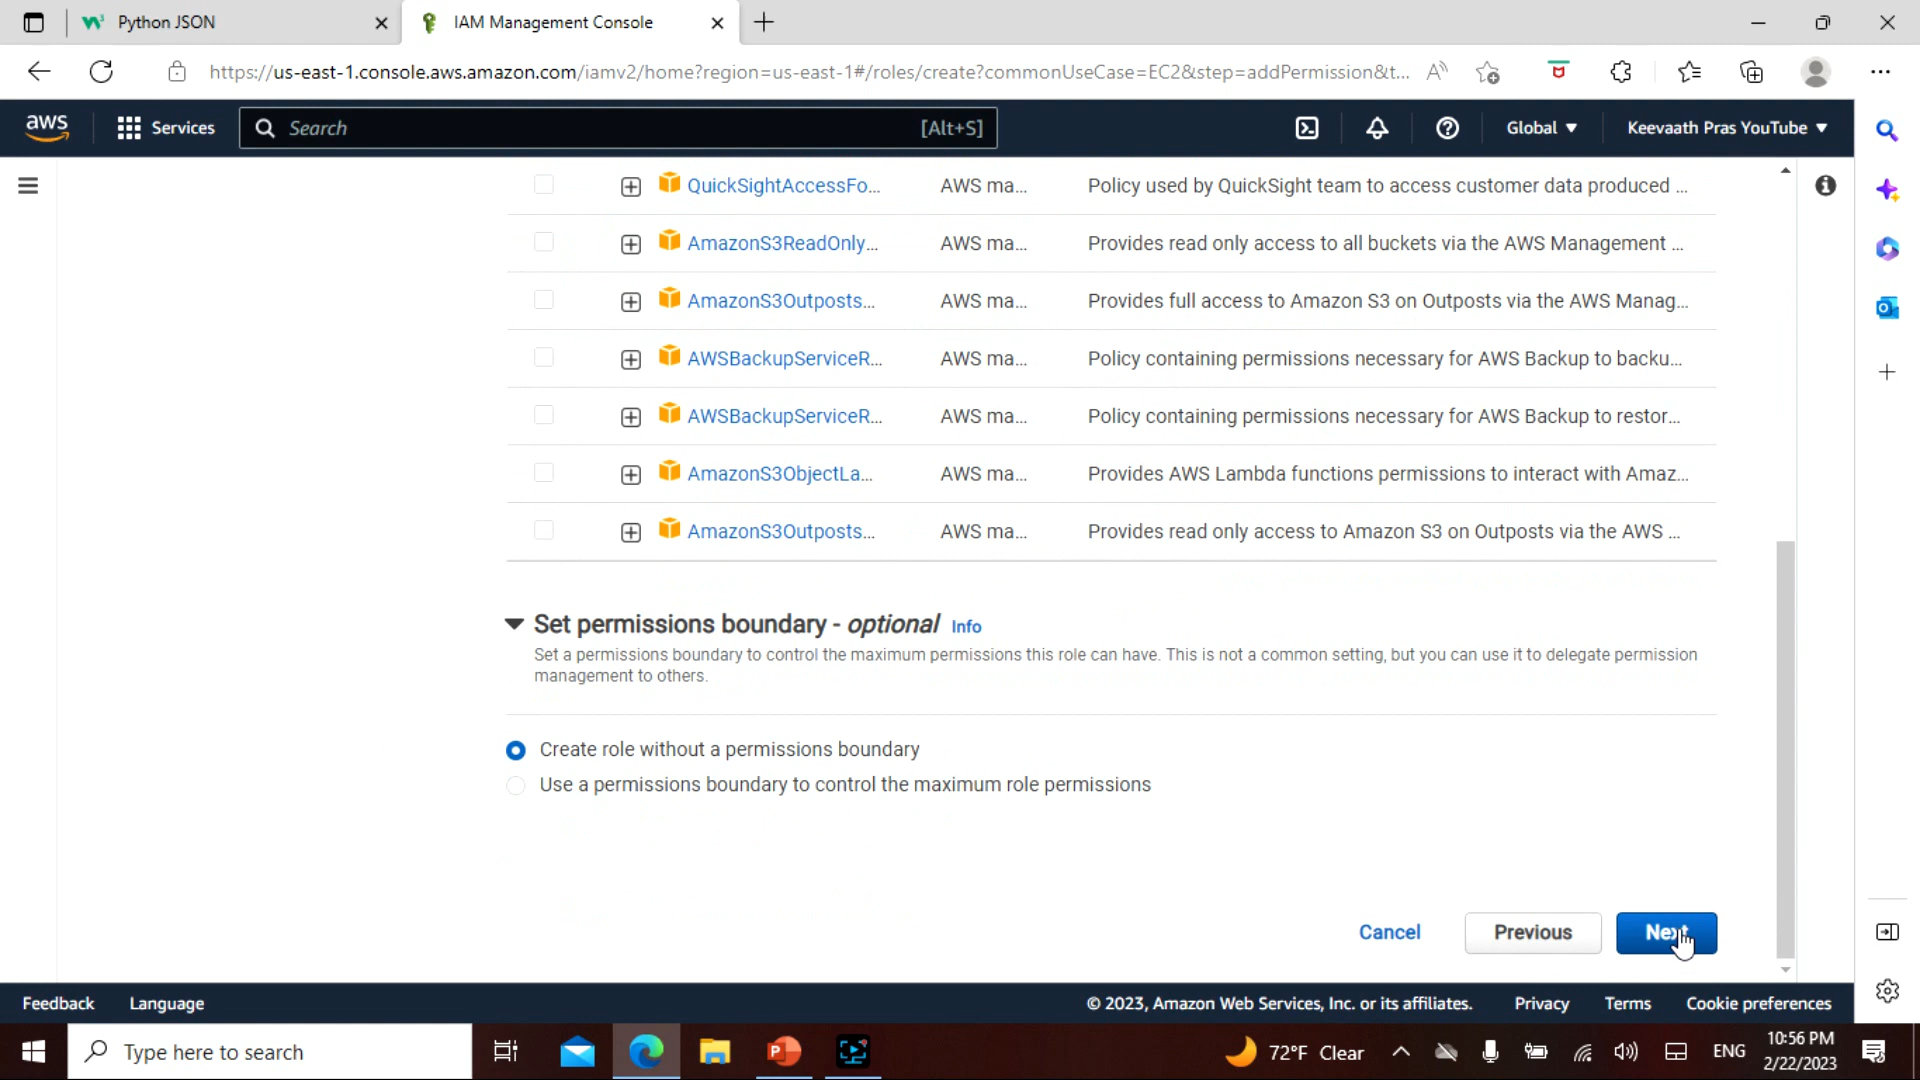 Python JSON
IAM Management Console
https://us-east-1.console.aws.amazon.com/iamv2/home?region=us-east-1#/roles/create?commonUseCase=EC2&step=addPermission&t...
aws Services Search [Alt+S] Global Keevaath Pras YouTube
QuickSightAccessFo... AWS ma... Policy used by QuickSight team to access customer data produced ...
AmazonS3ReadOnly... AWS ma... Provides read only access to all buckets via the AWS Management ...
AmazonS3Outposts... AWS ma... Provides full access to Amazon S3 on Outposts via the AWS Manag...
AWSBackupServiceR... AWS ma... Policy containing permissions necessary for AWS Backup to backu...
AWSBackupServiceR... AWS ma... Policy containing permissions necessary for AWS Backup to restor...
AmazonS3ObjectLa... AWS ma... Provides AWS Lambda functions permissions to interact with Amaz...
AmazonS3Outposts... AWS ma... Provides read only access to Amazon S3 on Outposts via the AWS ...
Set permissions boundary - optional Info
Set a permissions boundary to control the maximum permissions this role can have. This is not a common setting, but you can use it to delegate permission
management to others.
Create role without a permissions boundary
Use a permissions boundary to control the maximum role permissions
Cancel Previous Next
Feedback Language © 2023, Amazon Web Services, Inc. or its affiliates. Privacy Terms Cookie preferences
Type here to search 72°F Clear ENG 10:56 PM
2/22/2023